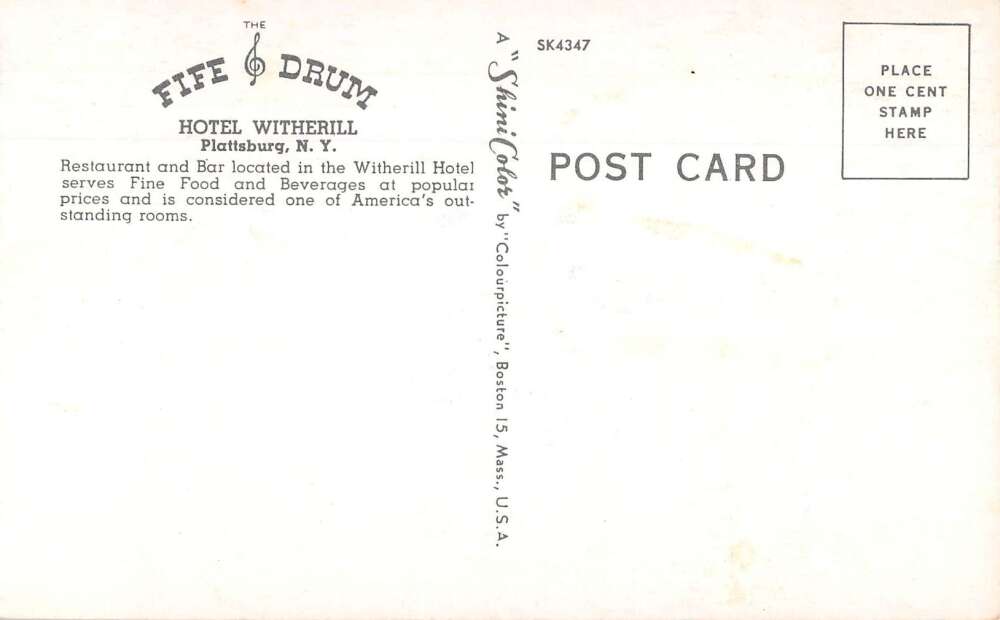 THE
FIFE & DRUM
HOTEL WITHERILL
Plattsburg, N. Y.
Restaurant and Bar located in the Witherill Hotel
serves Fine Food and Beverages at popular
prices and is considered one of America's out-
standing rooms.
A "ShiniColor" by "Colourpicture", Boston 15, Mass., U.S.A.
SK4347
POST CARD
PLACE
ONE CENT
STAMP
HERE